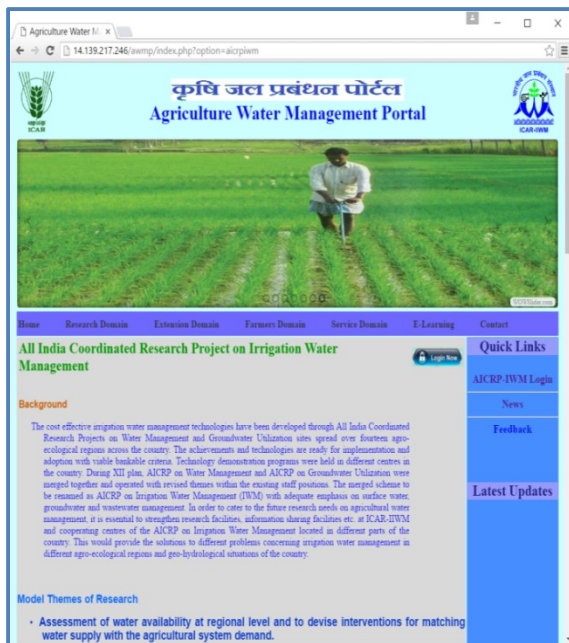 Agriculture Water M
14.139.217.246/awmp/index.php?option=aicrpiwm
कृषि जल प्रबंधन पोर्टल
Agriculture Water Management Portal
ICAR
ICAR-IIWM
Home Research Domain Extension Domain Farmers Domain Service Domain E-Learning Contact
All India Coordinated Research Project on Irrigation Water
Management
Login Now
Quick Links
AICRP-IWM Login
News
Feedback
Latest Updates
Background
The cost effective irrigation water management technologies have been developed through All India Coordinated
Research Projects on Water Management and Groundwater Utilization sites spread over fourteen agro-
ecological regions across the country. The achievements and technologies are ready for implementation and
adoption with viable bankable criteria. Technology demonstration programs were held in different centres in
the country. During XII plan, AICRP on Water Management and AICRP on Groundwater Utilization were
merged together and operated with revised themes within the existing staff positions. The merged scheme to
be renamed as AICRP on Irrigation Water Management (IWM) with adequate emphasis on surface water,
groundwater and wastewater management. In order to cater to the future research needs on agricultural water
management, it is essential to strengthen research facilities, information sharing facilities etc. at ICAR-IIWM
and cooperating centres of the AICRP on Irrigation Water Management located in different parts of the
country. This would provide the solutions to different problems concerning irrigation water management in
different agro-ecological regions and geo-hydrological situations of the country.
Model Themes of Research
• Assessment of water availability at regional level and to devise interventions for matching
water supply with the agricultural system demand.